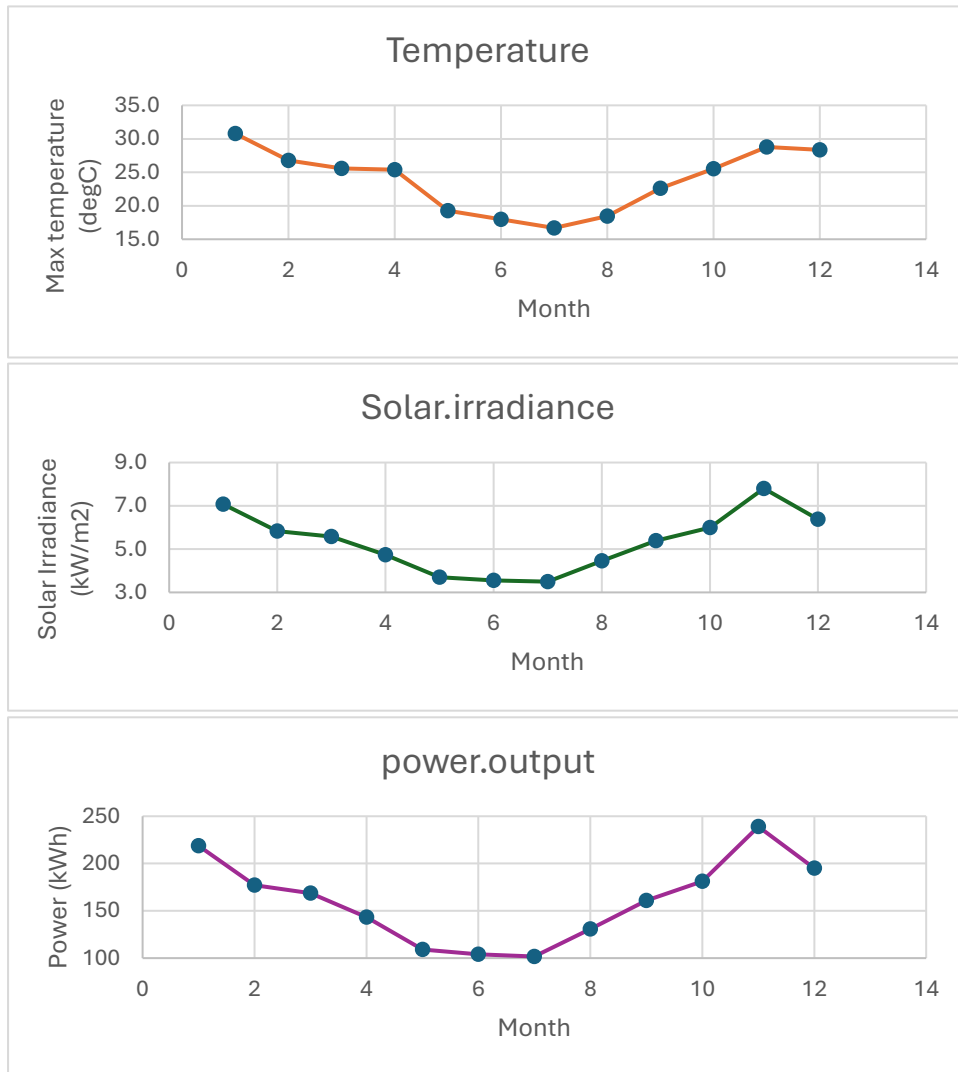 Temperature
Max temperature
(degC)
35.0
30.0
25.0
20.0
15.0
0 2 4 6 8 10 12 14
Month
Solar.irradiance
Solar Irradiance
(kW/m2)
9.0
7.0
5.0
3.0
0 2 4 6 8 10 12 14
Month
power.output
Power (kWh)
250
200
150
100
0 2 4 6 8 10 12 14
Month